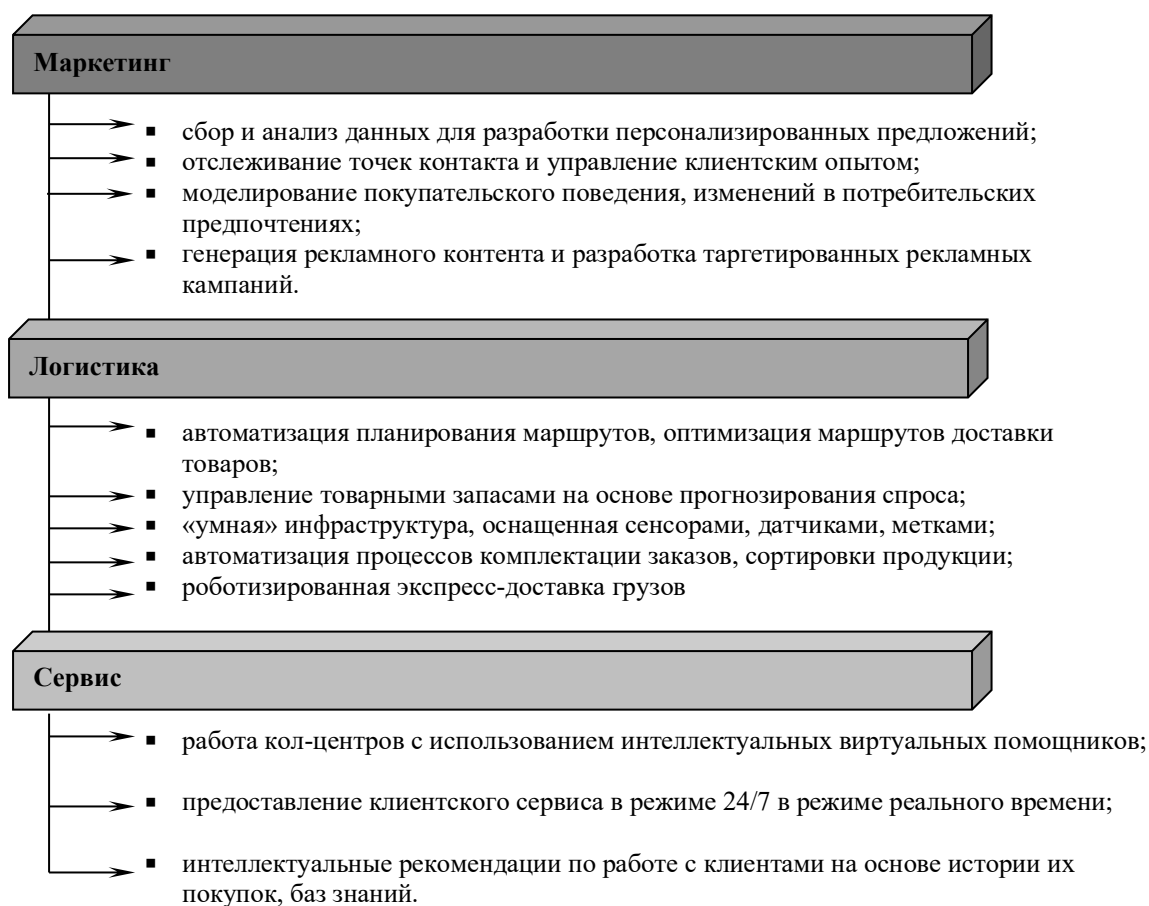 Маркетинг
▪ сбор и анализ данных для разработки персонализированных предложений;
▪ отслеживание точек контакта и управление клиентским опытом;
▪ моделирование покупательского поведения, изменений в потребительских
предпочтениях;
▪ генерация рекламного контента и разработка таргетированных рекламных
кампаний.
Логистика
▪ автоматизация планирования маршрутов, оптимизация маршрутов доставки
товаров;
▪ управление товарными запасами на основе прогнозирования спроса;
▪ «умная» инфраструктура, оснащенная сенсорами, датчиками, метками;
▪ автоматизация процессов комплектации заказов, сортировки продукции;
▪ роботизированная экспресс-доставка грузов
Сервис
▪ работа кол-центров с использованием интеллектуальных виртуальных помощников;
▪ предоставление клиентского сервиса в режиме 24/7 в режиме реального времени;
▪ интеллектуальные рекомендации по работе с клиентами на основе истории их
покупок, баз знаний.